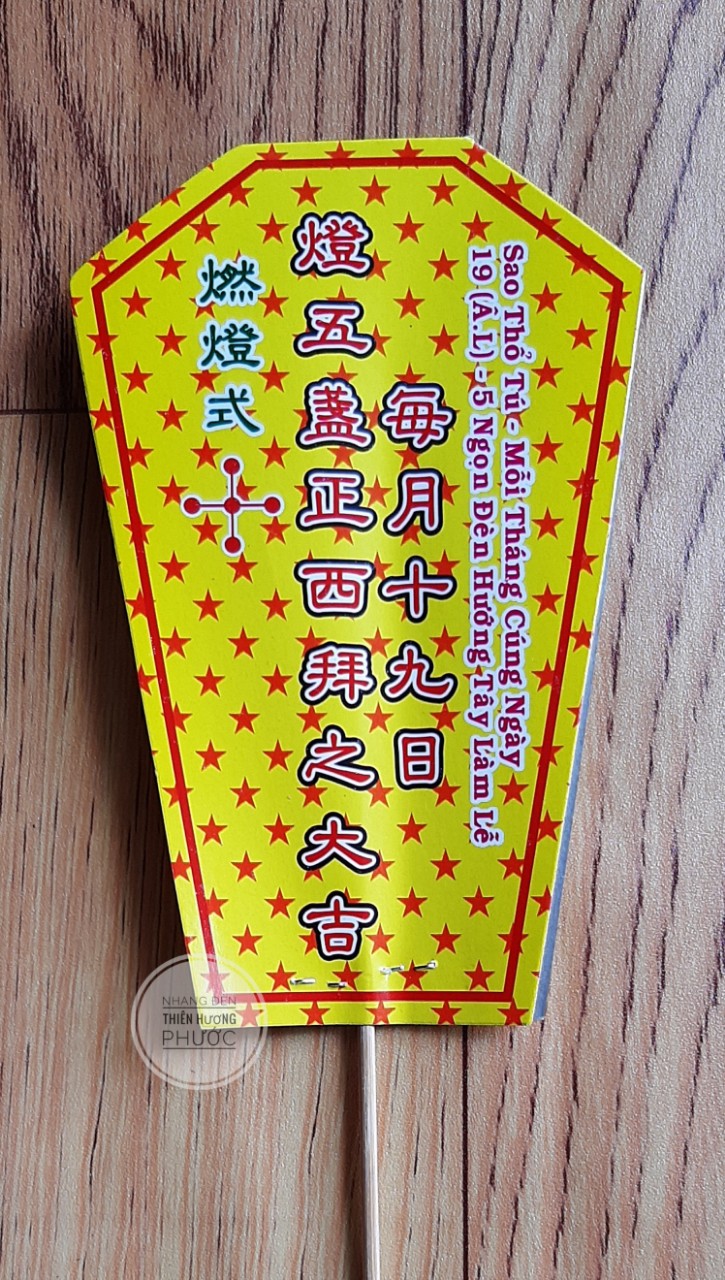 Sao Thổ Tú - Mỗi Tháng Cúng Ngày
19 (Â.L) - 5 Ngọn Đèn Hướng Tây Làm Lễ
每月十九日
燈五盞正西拜之大吉
燃燈式
NHANG ĐÈN
THIÊN HƯƠNG
PHƯỚC